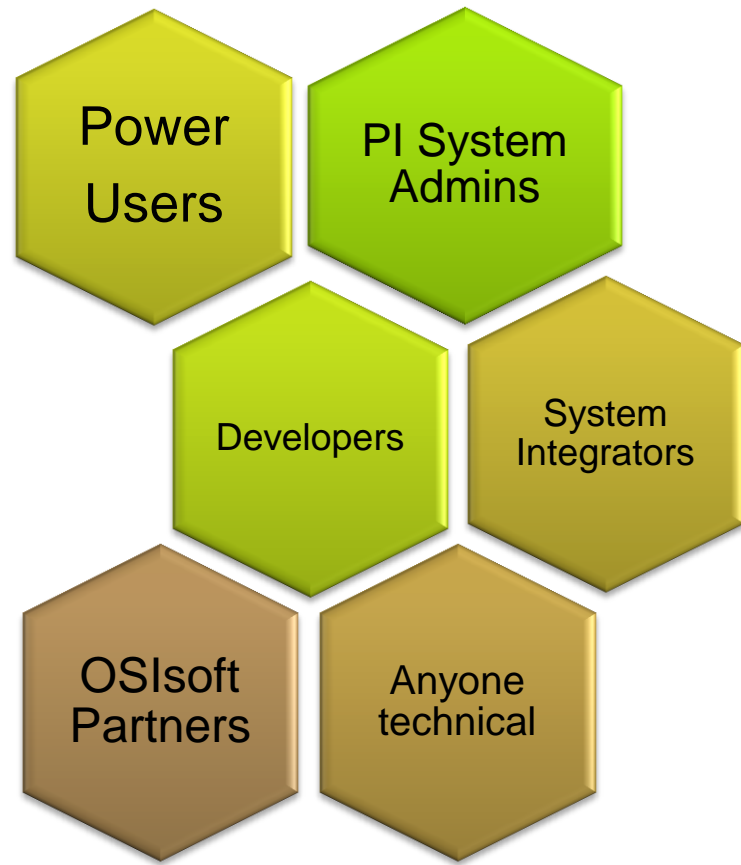 Power
Users
PI System
Admins
Developers
System
Integrators
OSIsoft
Partners
Anyone
technical